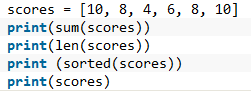 scores = [10, 8, 4, 6, 8, 10]
print(sum(scores))
print(len(scores))
print (sorted(scores))
print(scores)